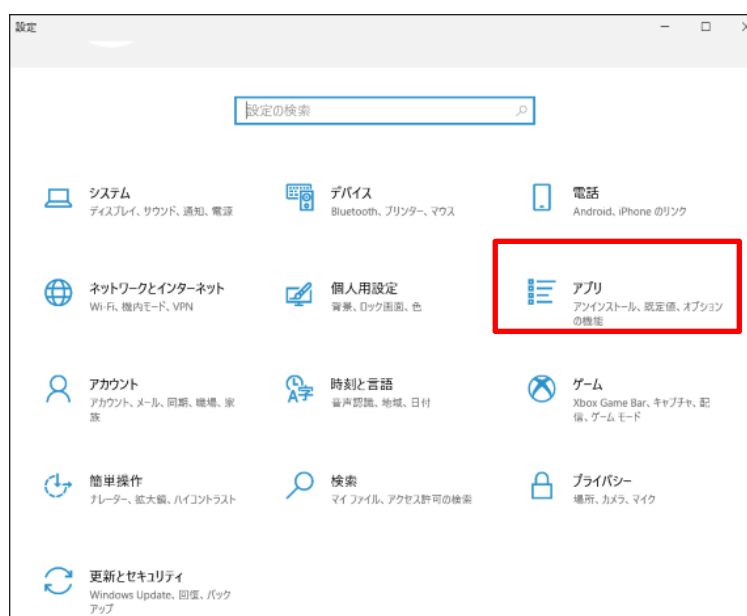 設定
設定の検索
システム
ディスプレイ、サウンド、通知、電源
デバイス
Bluetooth、プリンター、マウス
電話
Android、iPhone のリンク
ネットワークとインターネット
Wi-Fi、機内モード、VPN
個人用設定
背景、ロック画面、色
アプリ
アンインストール、既定値、オプション
の機能
アカウント
アカウント、メール、同期、職場、家
族
時刻と言語
音声認識、地域、日付
ゲーム
Xbox Game Bar、キャプチャ、配
信、ゲーム モード
簡単操作
ナレーター、拡大鏡、ハイコントラスト
検索
マイ ファイル、アクセス許可の検索
プライバシー
場所、カメラ、マイク
更新とセキュリティ
Windows Update、回復、バック
アップ